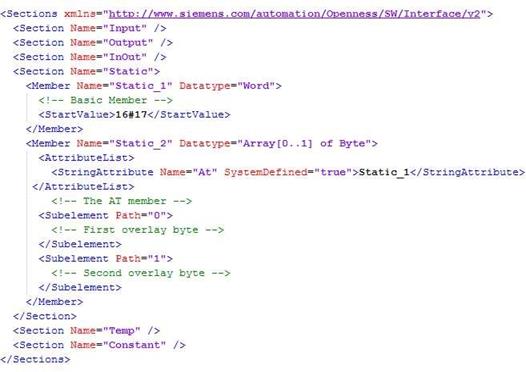 <Sections xmlns="http://www.siemens.com/automation/Openness/SW/Interface/v2">
<Section Name="Input" />
<Section Name="Output" />
<Section Name="InOut" />
<Section Name="Static">
<Member Name="Static_1" Datatype="Word">
<!-- Basic Member -->
<StartValue>16#17</StartValue>
</Member>
<Member Name="Static_2" Datatype="Array[0..1] of Byte">
<AttributeList>
<StringAttribute Name="At" SystemDefined="true">Static_1</StringAttribute>
</AttributeList>
<!-- The AT member -->
<Subelement Path="0">
<!-- First overlay byte -->
</Subelement>
<Subelement Path="1">
<!-- Second overlay byte -->
</Subelement>
</Member>
</Section>
<Section Name="Temp" />
<Section Name="Constant" />
</Sections>